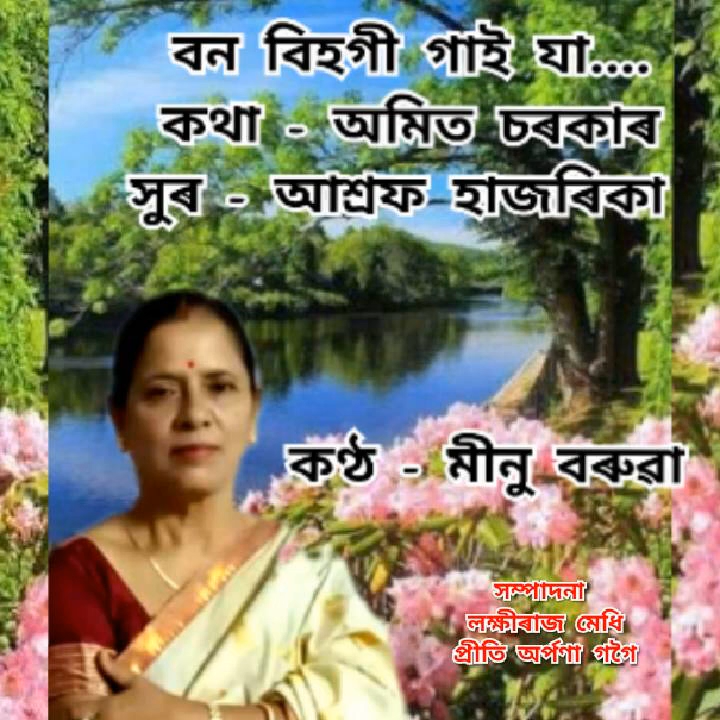 বন বিহগী গাই যা....
কথা - অমিত চৰকাৰ
সুৰ - আশ্ৰফ হাজৰিকা
কণ্ঠ - মীনু বৰুৱা
সম্পাদনা
লক্ষীৰাজ মেধি
প্ৰীতি অৰ্পণা গগৈ